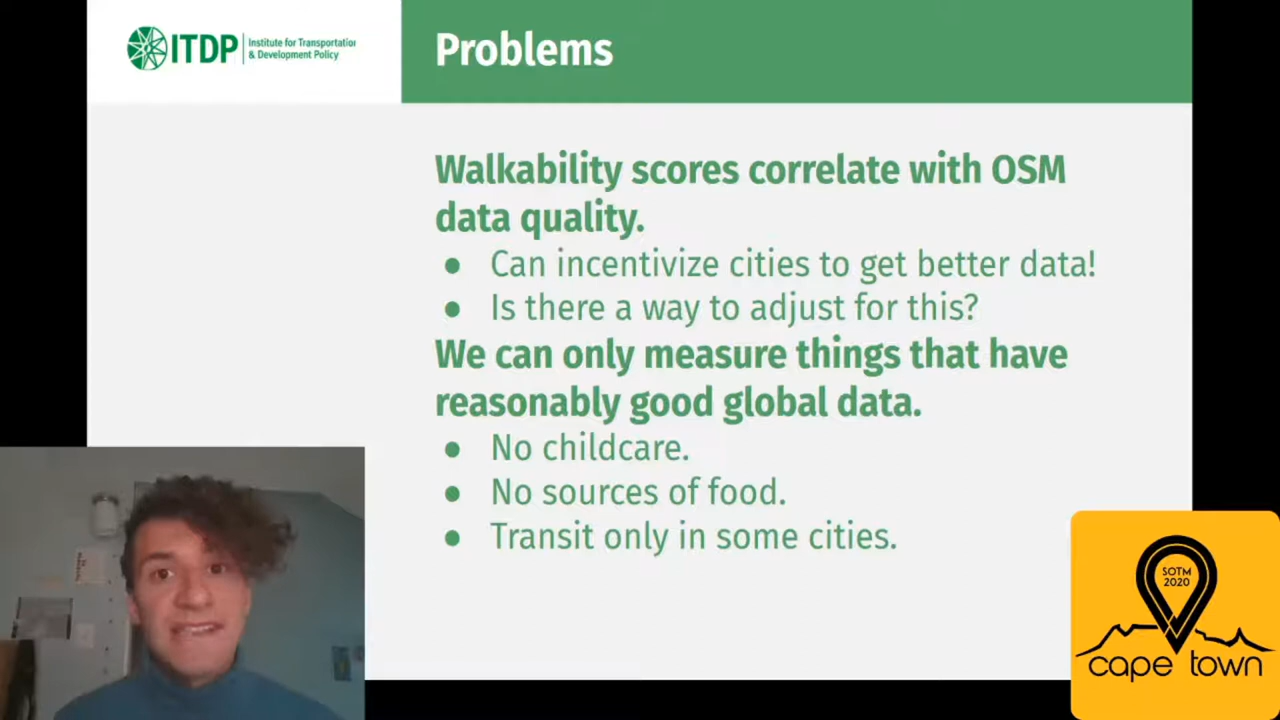 ITDP
Institute for Transportation
& Development Policy
Problems
Walkability scores correlate with OSM
data quality.
● Can incentivize cities to get better data!
● Is there a way to adjust for this?
We can only measure things that have
reasonably good global data.
● No childcare.
● No sources of food.
● Transit only in some cities.
SOTM
2020
cape town